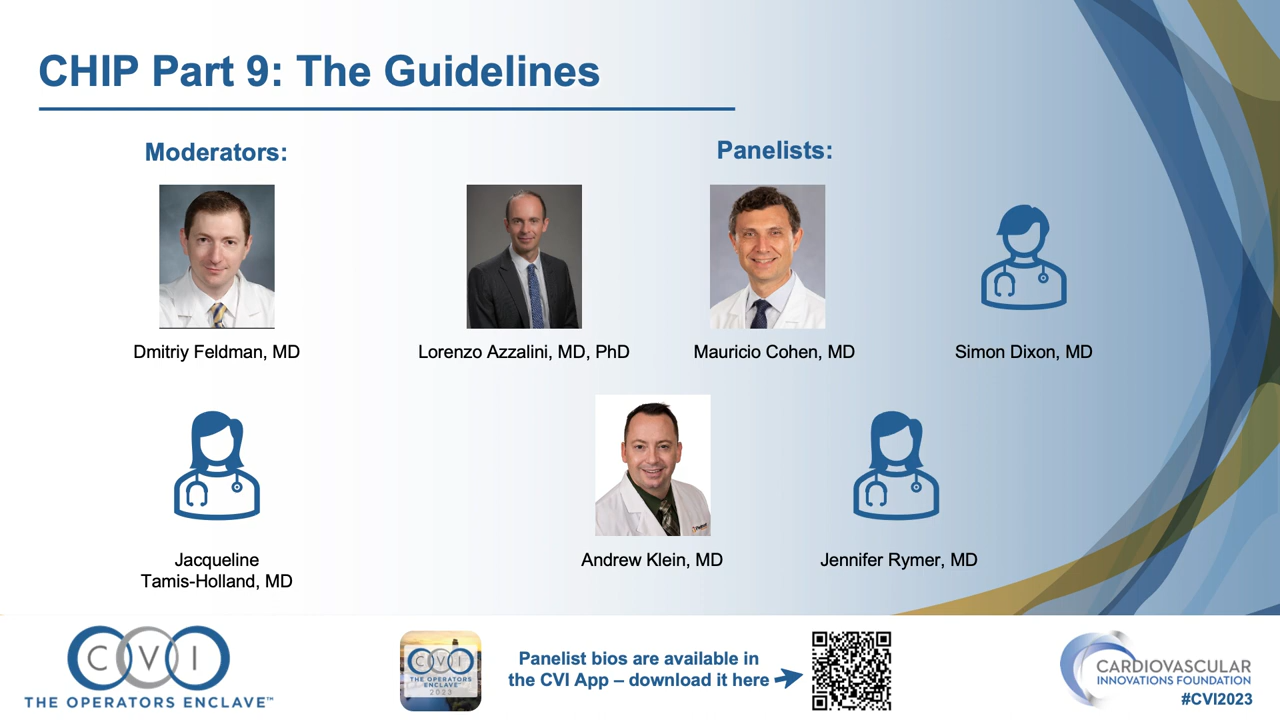 CHIP Part 9: The Guidelines
Moderators:
Panelists:
Dmitriy Feldman, MD
Lorenzo Azzalini, MD, PhD
Mauricio Cohen, MD
Simon Dixon, MD
Jacqueline
Tamis-Holland, MD
Andrew Klein, MD
Jennifer Rymer, MD
CVI
THE OPERATORS ENCLAVE™
CVI
THE OPERATORS
ENCLAVE
2023
Panelist bios are available in
the CVI App – download it here
CARDIOVASCULAR
INNOVATIONS FOUNDATION
#CVI2023